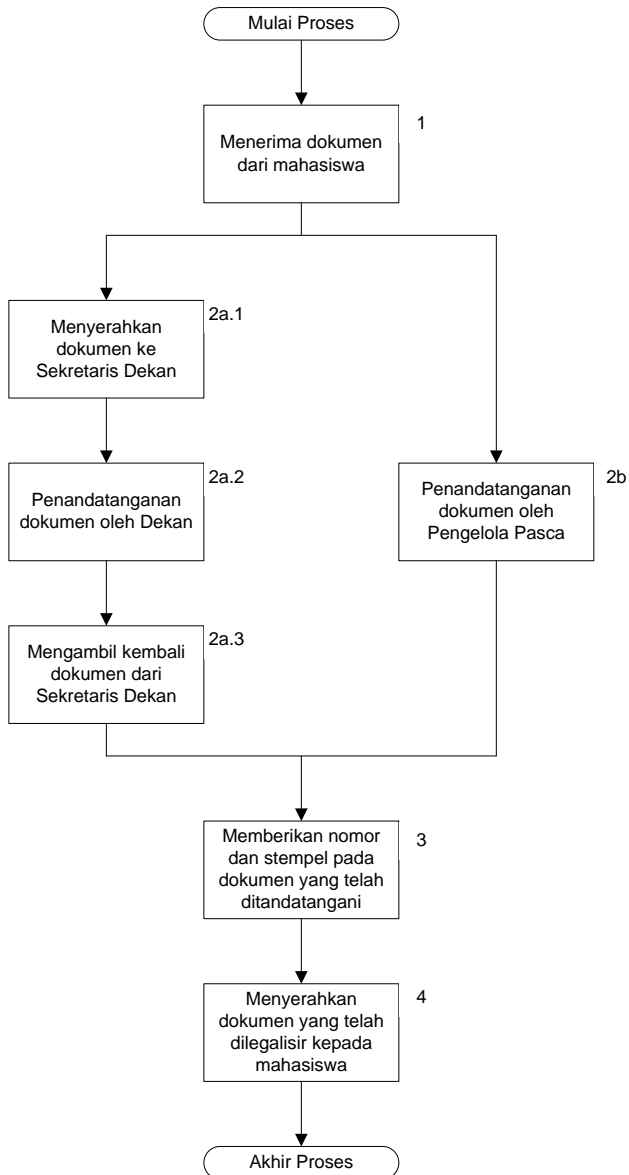 Mulai Proses
1
Menerima dokumen
dari mahasiswa
2a.1
Menyerahkan
dokumen ke
Sekretaris Dekan
2a.2
Penandatanganan
dokumen oleh Dekan
2b
Penandatanganan
dokumen oleh
Pengelola Pasca
2a.3
Mengambil kembali
dokumen dari
Sekretaris Dekan
3
Memberikan nomor
dan stempel pada
dokumen yang telah
ditandatangani
4
Menyerahkan
dokumen yang telah
dilegalisir kepada
mahasiswa
Akhir Proses